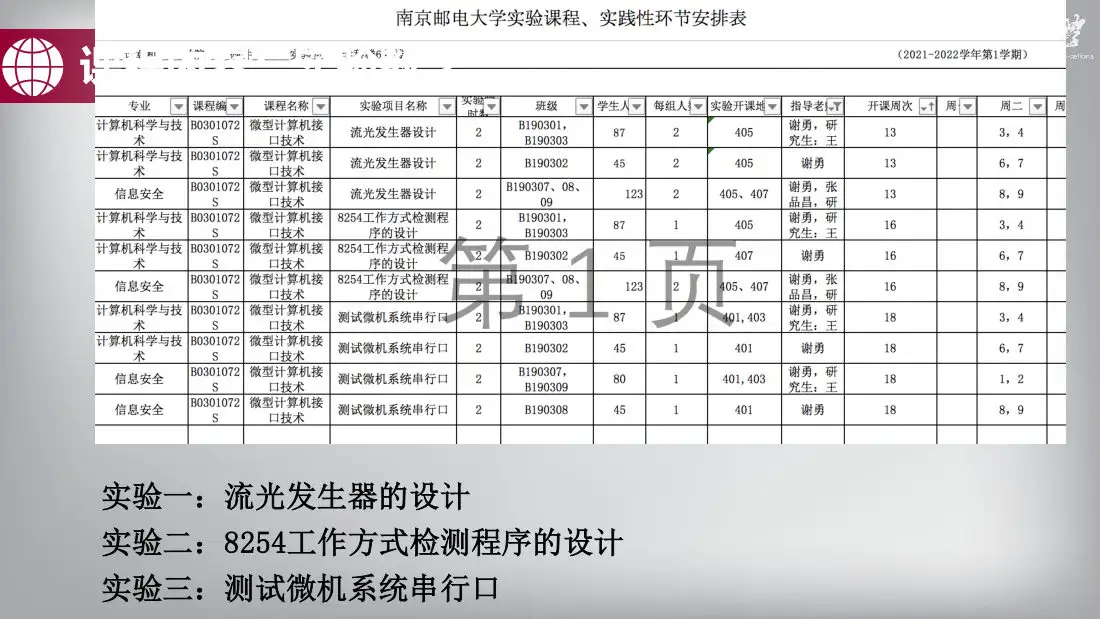 南京邮电大学实验课程、实践性环节安排表
（2021-2022学年第1学期）
专业 课程编 课程名称 实验项目名称 班级 学生人 每组人 实验开课地 指导老 开课周次 周 周二 周
计算机科学与技术 B0301072S 微型计算机接口技术 流光发生器设计 2 B190301，B190303 87 2 405 谢勇，研究生：王 13 3，4
计算机科学与技术 B0301072S 微型计算机接口技术 流光发生器设计 2 B190302 45 2 405 谢勇 13 6，7
信息安全 B0301072S 微型计算机接口技术 流光发生器设计 2 B190307、08、09 123 2 405、407 谢勇，张品昌，研 13 8，9
计算机科学与技术 B0301072S 微型计算机接口技术 8254工作方式检测程序的设计 2 B190301，B190303 87 1 405 谢勇，研究生：王 16 3，4
计算机科学与技术 B0301072S 微型计算机接口技术 8254工作方式检测程序的设计 2 B190302 45 1 407 谢勇 16 6，7
信息安全 B0301072S 微型计算机接口技术 8254工作方式检测程序的设计 2 B190307、08、09 123 2 405、407 谢勇，张品昌，研 16 8，9
计算机科学与技术 B0301072S 微型计算机接口技术 测试微机系统串行口 2 B190301，B190303 87 1 401,403 谢勇，研究生：王 18 3，4
计算机科学与技术 B0301072S 微型计算机接口技术 测试微机系统串行口 2 B190302 45 1 401 谢勇 18 6，7
信息安全 B0301072S 微型计算机接口技术 测试微机系统串行口 2 B190307，B190309 80 1 401,403 谢勇，研究生：王 18 1，2
信息安全 B0301072S 微型计算机接口技术 测试微机系统串行口 2 B190308 45 1 401 谢勇 18 8，9
第 1 页
实验一：流光发生器的设计
实验二：8254工作方式检测程序的设计
实验三：测试微机系统串行口